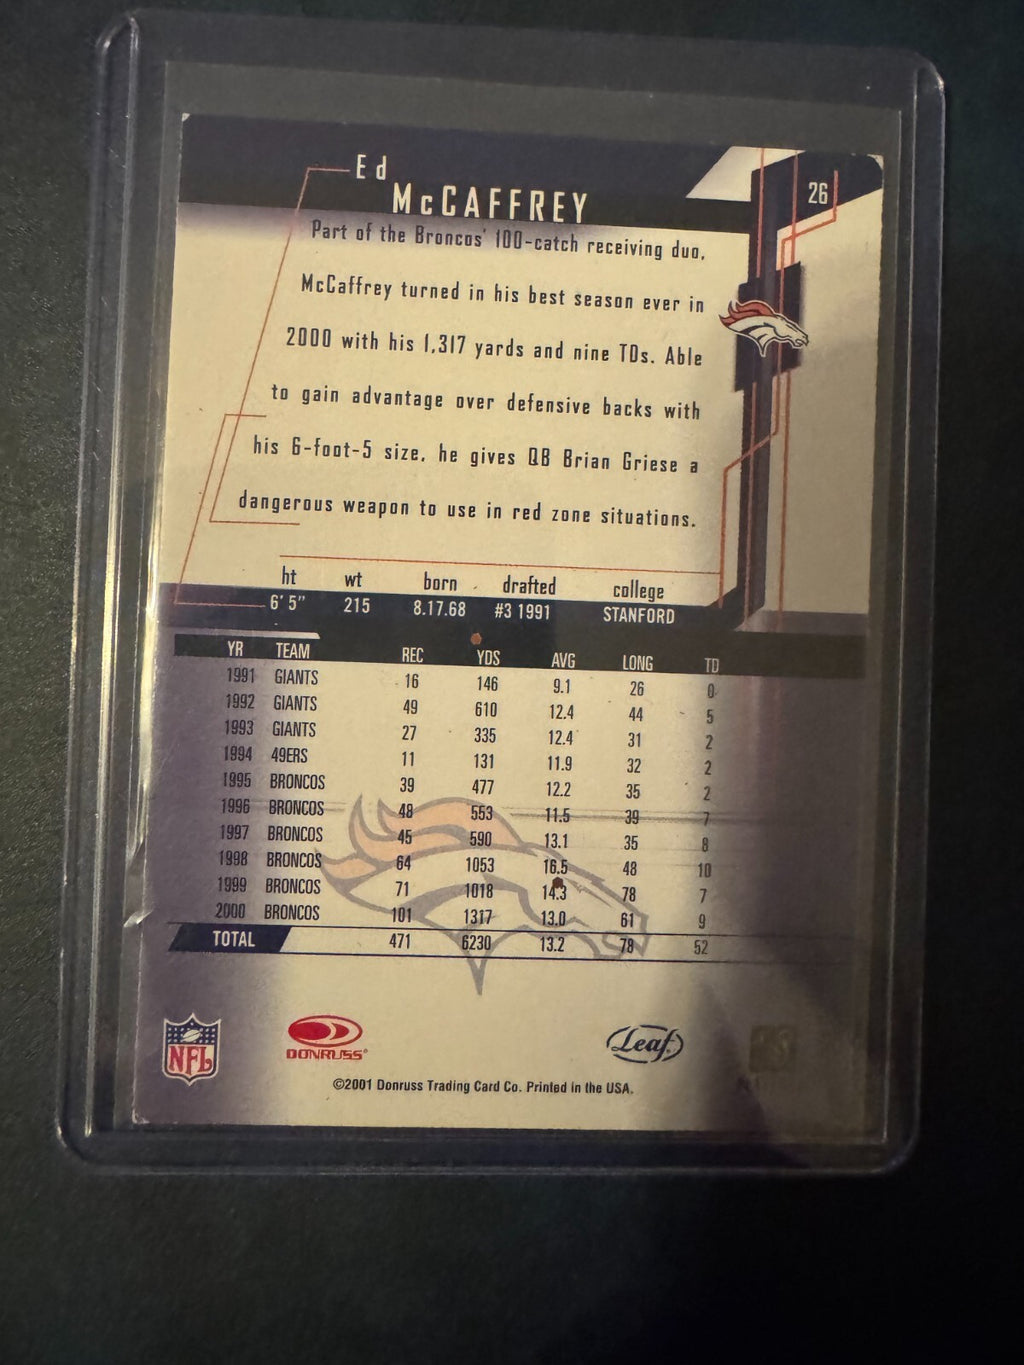 Ed
McCAFFREY
26
Part of the Broncos' 100-catch receiving duo,
McCaffrey turned in his best season ever in
2000 with his 1,317 yards and nine TDs. Able
to gain advantage over defensive backs with
his 6-foot-5 size, he gives QB Brian Griese a
dangerous weapon to use in red zone situations.
ht wt born drafted college
6' 5" 215 8.17.68 #3 1991 STANFORD
YR TEAM REC YDS AVG LONG TD
1991 GIANTS 16 146 9.1 26 0
1992 GIANTS 49 610 12.4 44 5
1993 GIANTS 27 335 12.4 31 2
1994 49ERS 11 131 11.9 32 2
1995 BRONCOS 39 477 12.2 35 2
1996 BRONCOS 48 553 11.5 39 7
1997 BRONCOS 45 590 13.1 35 8
1998 BRONCOS 64 1053 16.5 48 10
1999 BRONCOS 71 1018 14.3 78 7
2000 BRONCOS 101 1317 13.0 61 9
TOTAL 471 6230 13.2 78 52
NFL
DONRUSS®
Leaf
©2001 Donruss Trading Card Co. Printed in the USA.